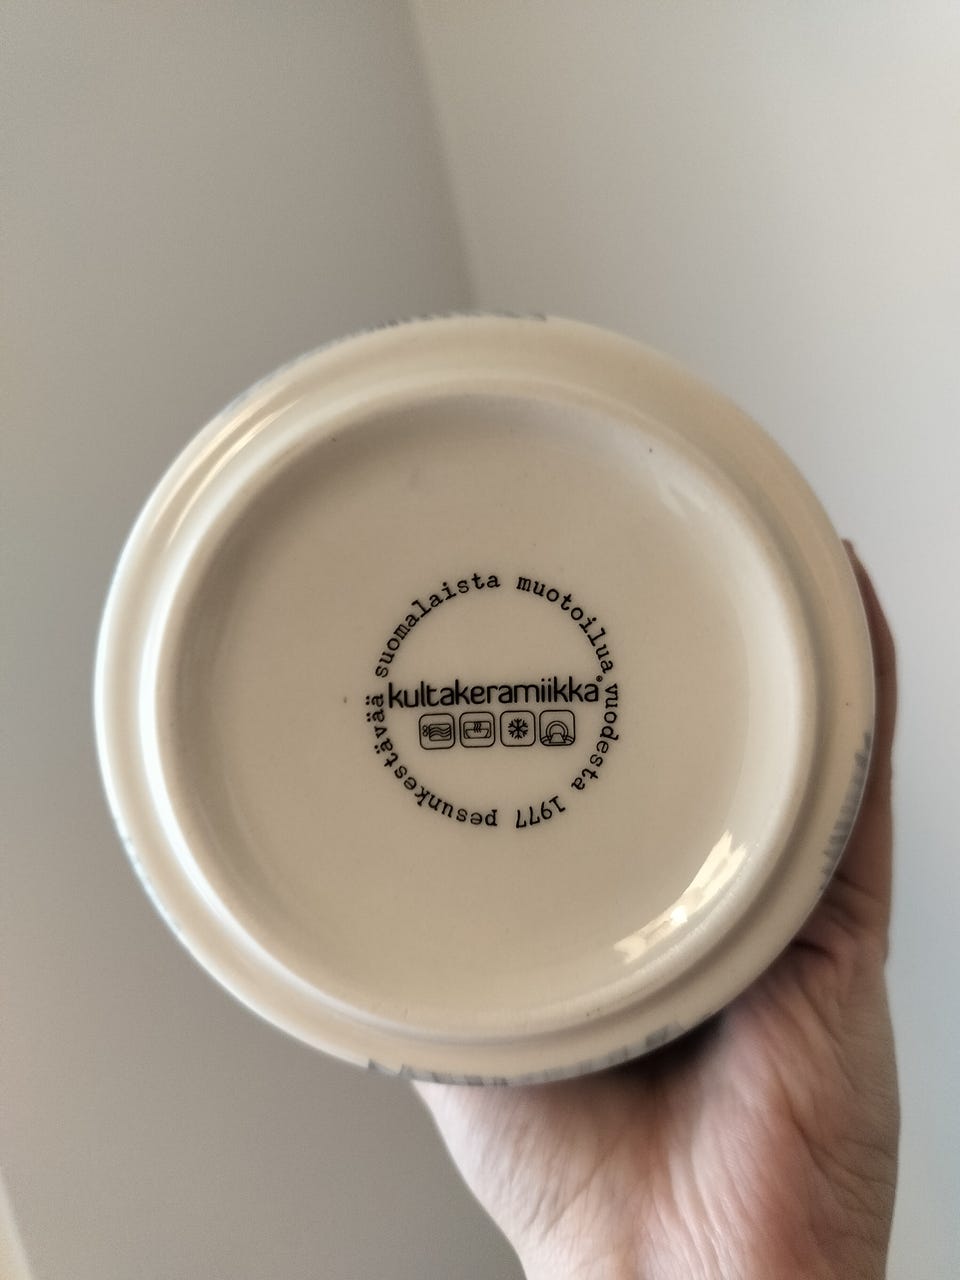 suomalaista muotoilua vuodesta 1977 pesunkestävää
kultakeramiikka®